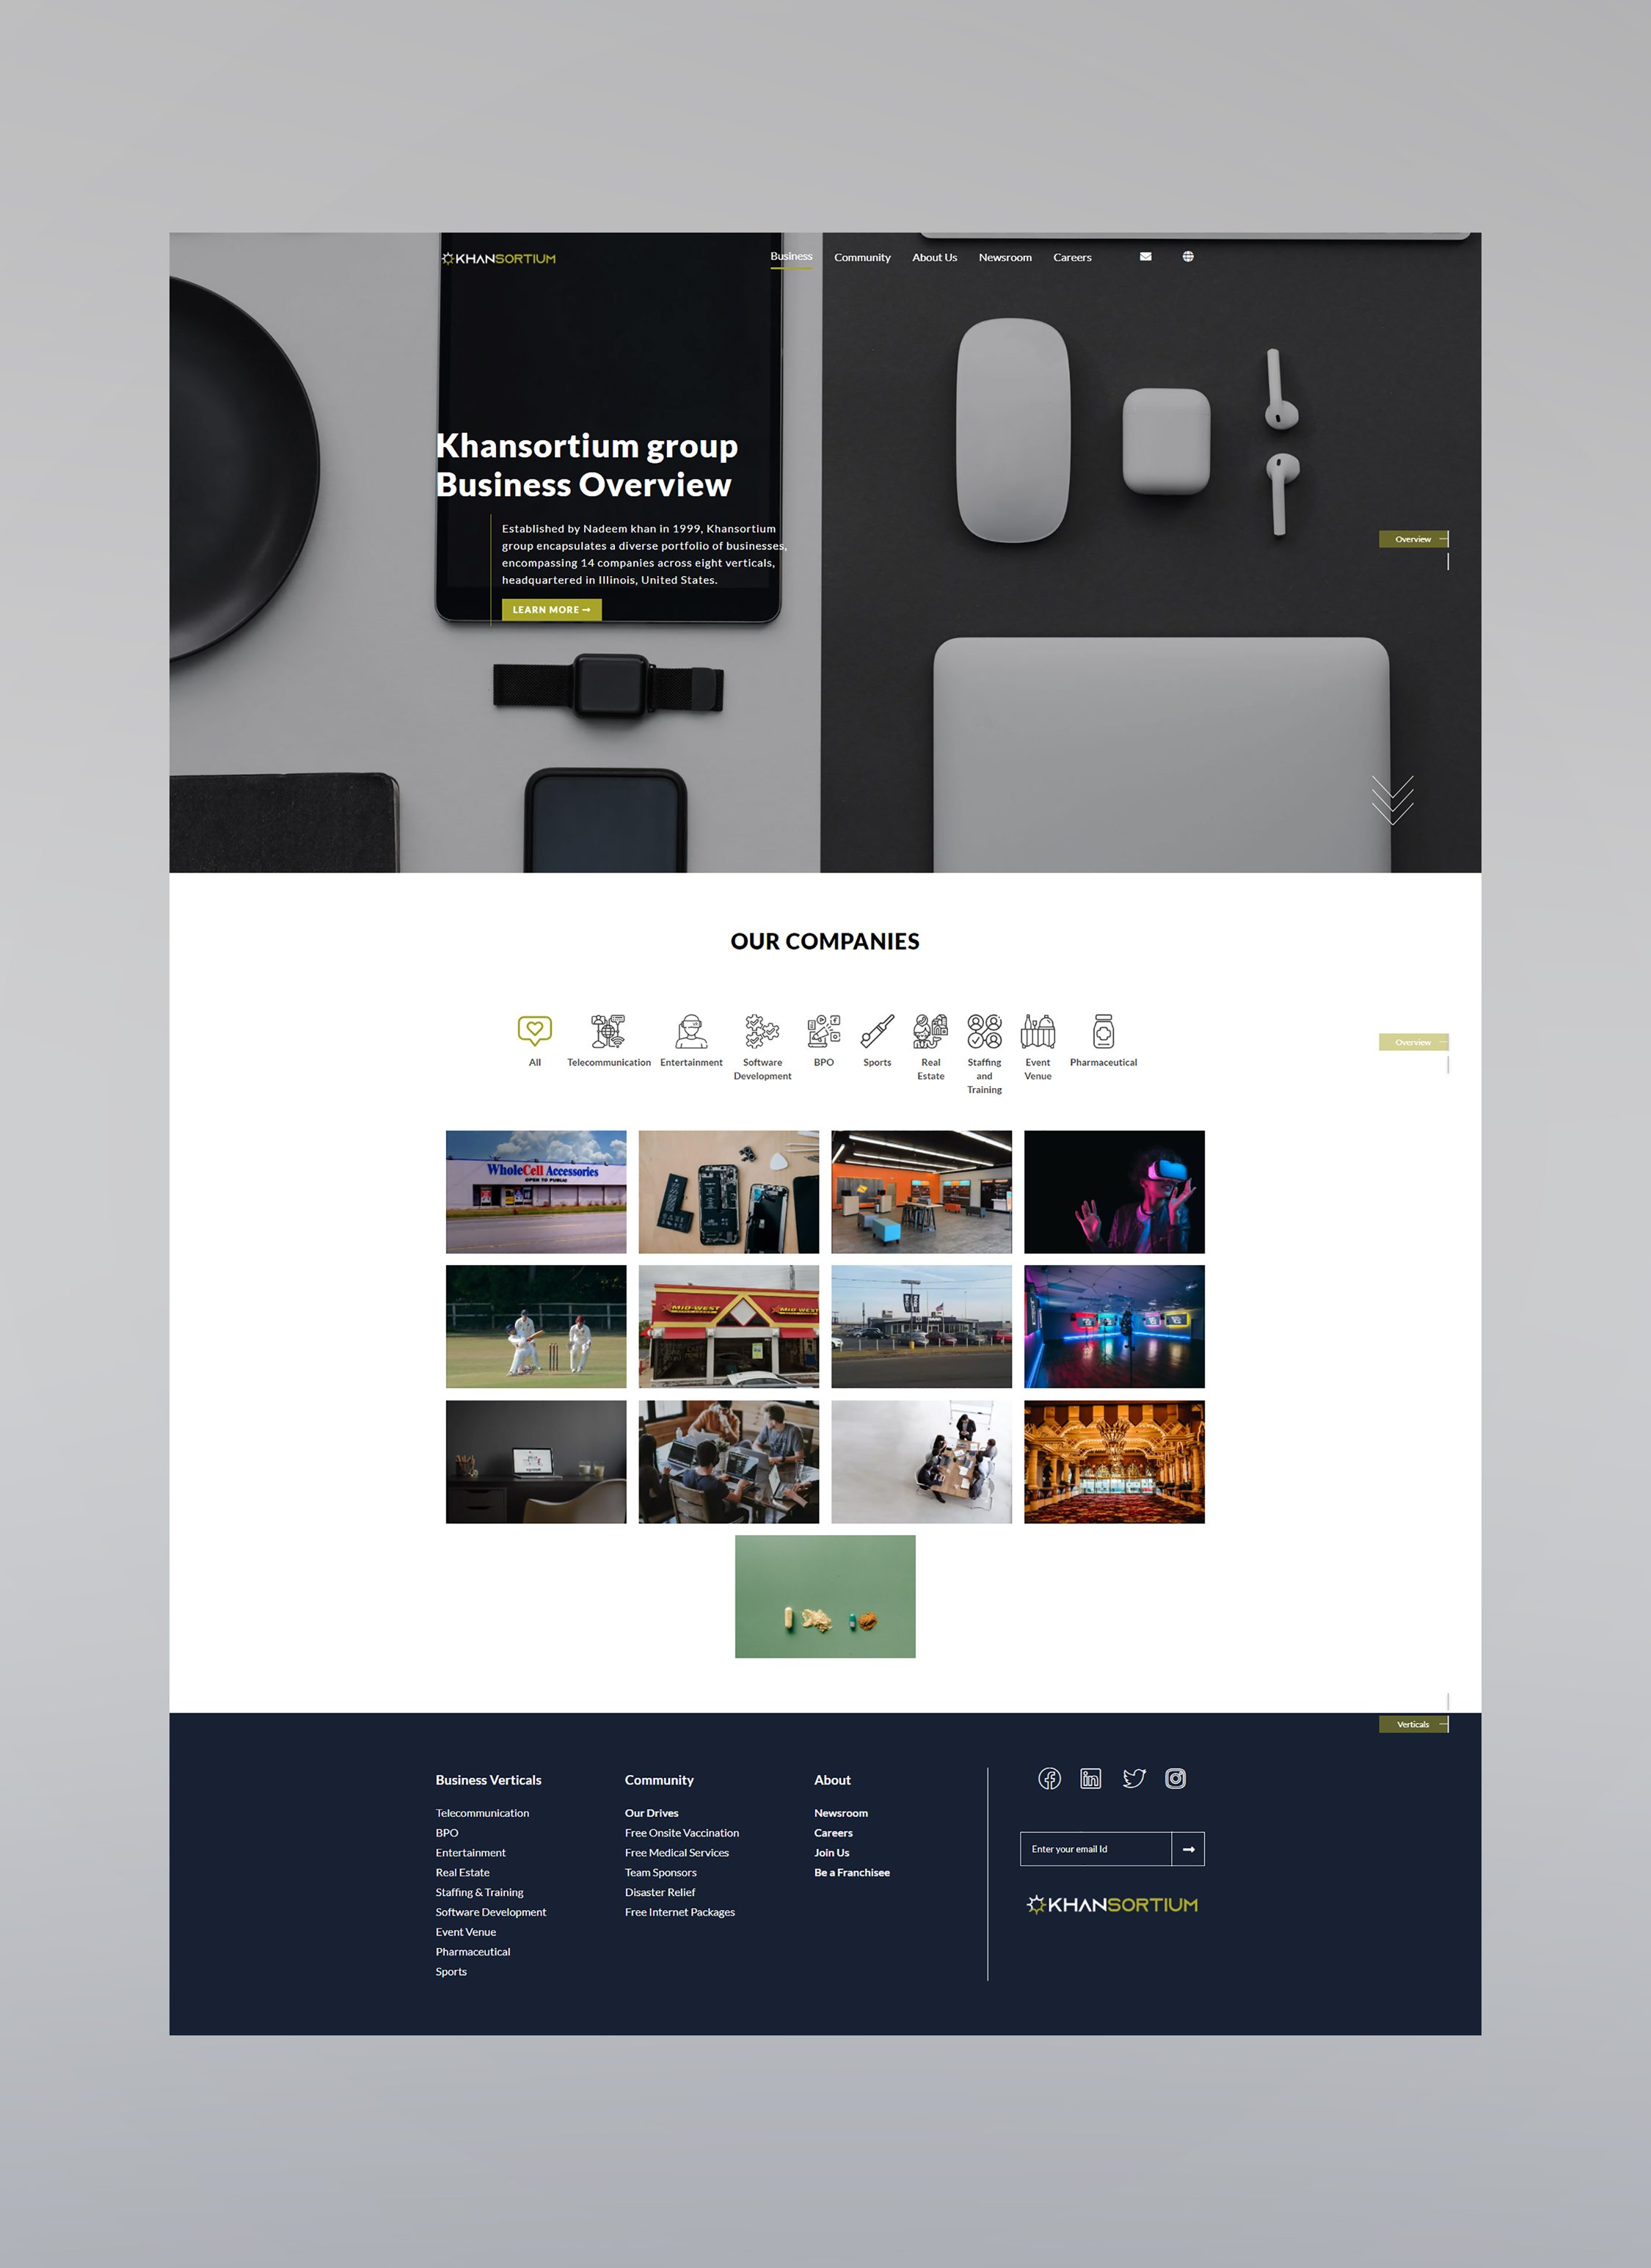 KHANSORTIUM
Business
Community
About Us
Newsroom
Careers
Khansortium group
Business Overview
Established by Nadeem khan in 1999, Khansortium
group encapsulates a diverse portfolio of businesses,
encompassing 14 companies across eight verticals,
headquartered in Illinois, United States.
LEARN MORE
Overview
OUR COMPANIES
All
Telecommunication
Entertainment
Software
Development
BPO
Sports
Real
Estate
Staffing
and
Training
Event
Venue
Pharmaceutical
Overview
WholeCell Accessories
OPEN TO PUBLIC
MID-WEST
MID WEST
Verticals
Business Verticals
Telecommunication
BPO
Entertainment
Real Estate
Staffing & Training
Software Development
Event Venue
Pharmaceutical
Sports
Community
Our Drives
Free Onsite Vaccination
Free Medical Services
Team Sponsors
Disaster Relief
Free Internet Packages
About
Newsroom
Careers
Join Us
Be a Franchisee
Enter your email Id
KHANSORTIUM